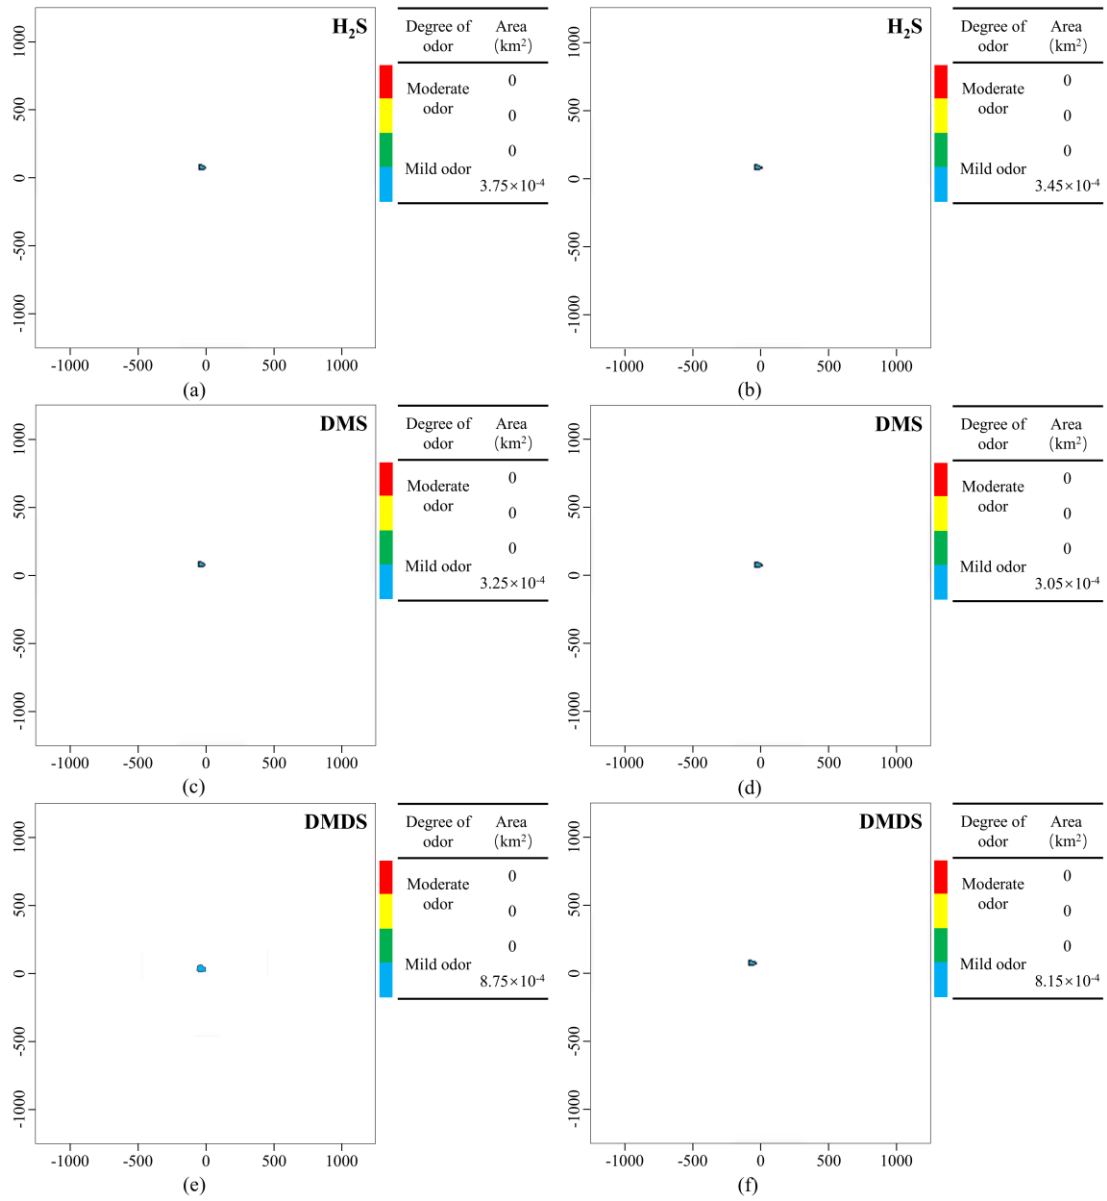 H₂S
1000
500
0
-500
-1000
-1000 -500 0 500 1000
(a)
Degree of odor Area (km²)
Moderate odor
0
0
0
Mild odor
3.75×10⁻⁴
H₂S
1000
500
0
-500
-1000
-1000 -500 0 500 1000
(b)
Degree of odor Area (km²)
Moderate odor
0
0
0
Mild odor
3.45×10⁻⁴
DMS
1000
500
0
-500
-1000
-1000 -500 0 500 1000
(c)
Degree of odor Area (km²)
Moderate odor
0
0
0
Mild odor
3.25×10⁻⁴
DMS
1000
500
0
-500
-1000
-1000 -500 0 500 1000
(d)
Degree of odor Area (km²)
Moderate odor
0
0
0
Mild odor
3.05×10⁻⁴
DMDS
1000
500
0
-500
-1000
-1000 -500 0 500 1000
(e)
Degree of odor Area (km²)
Moderate odor
0
0
0
Mild odor
8.75×10⁻⁴
DMDS
1000
500
0
-500
-1000
-1000 -500 0 500 1000
(f)
Degree of odor Area (km²)
Moderate odor
0
0
0
Mild odor
8.15×10⁻⁴